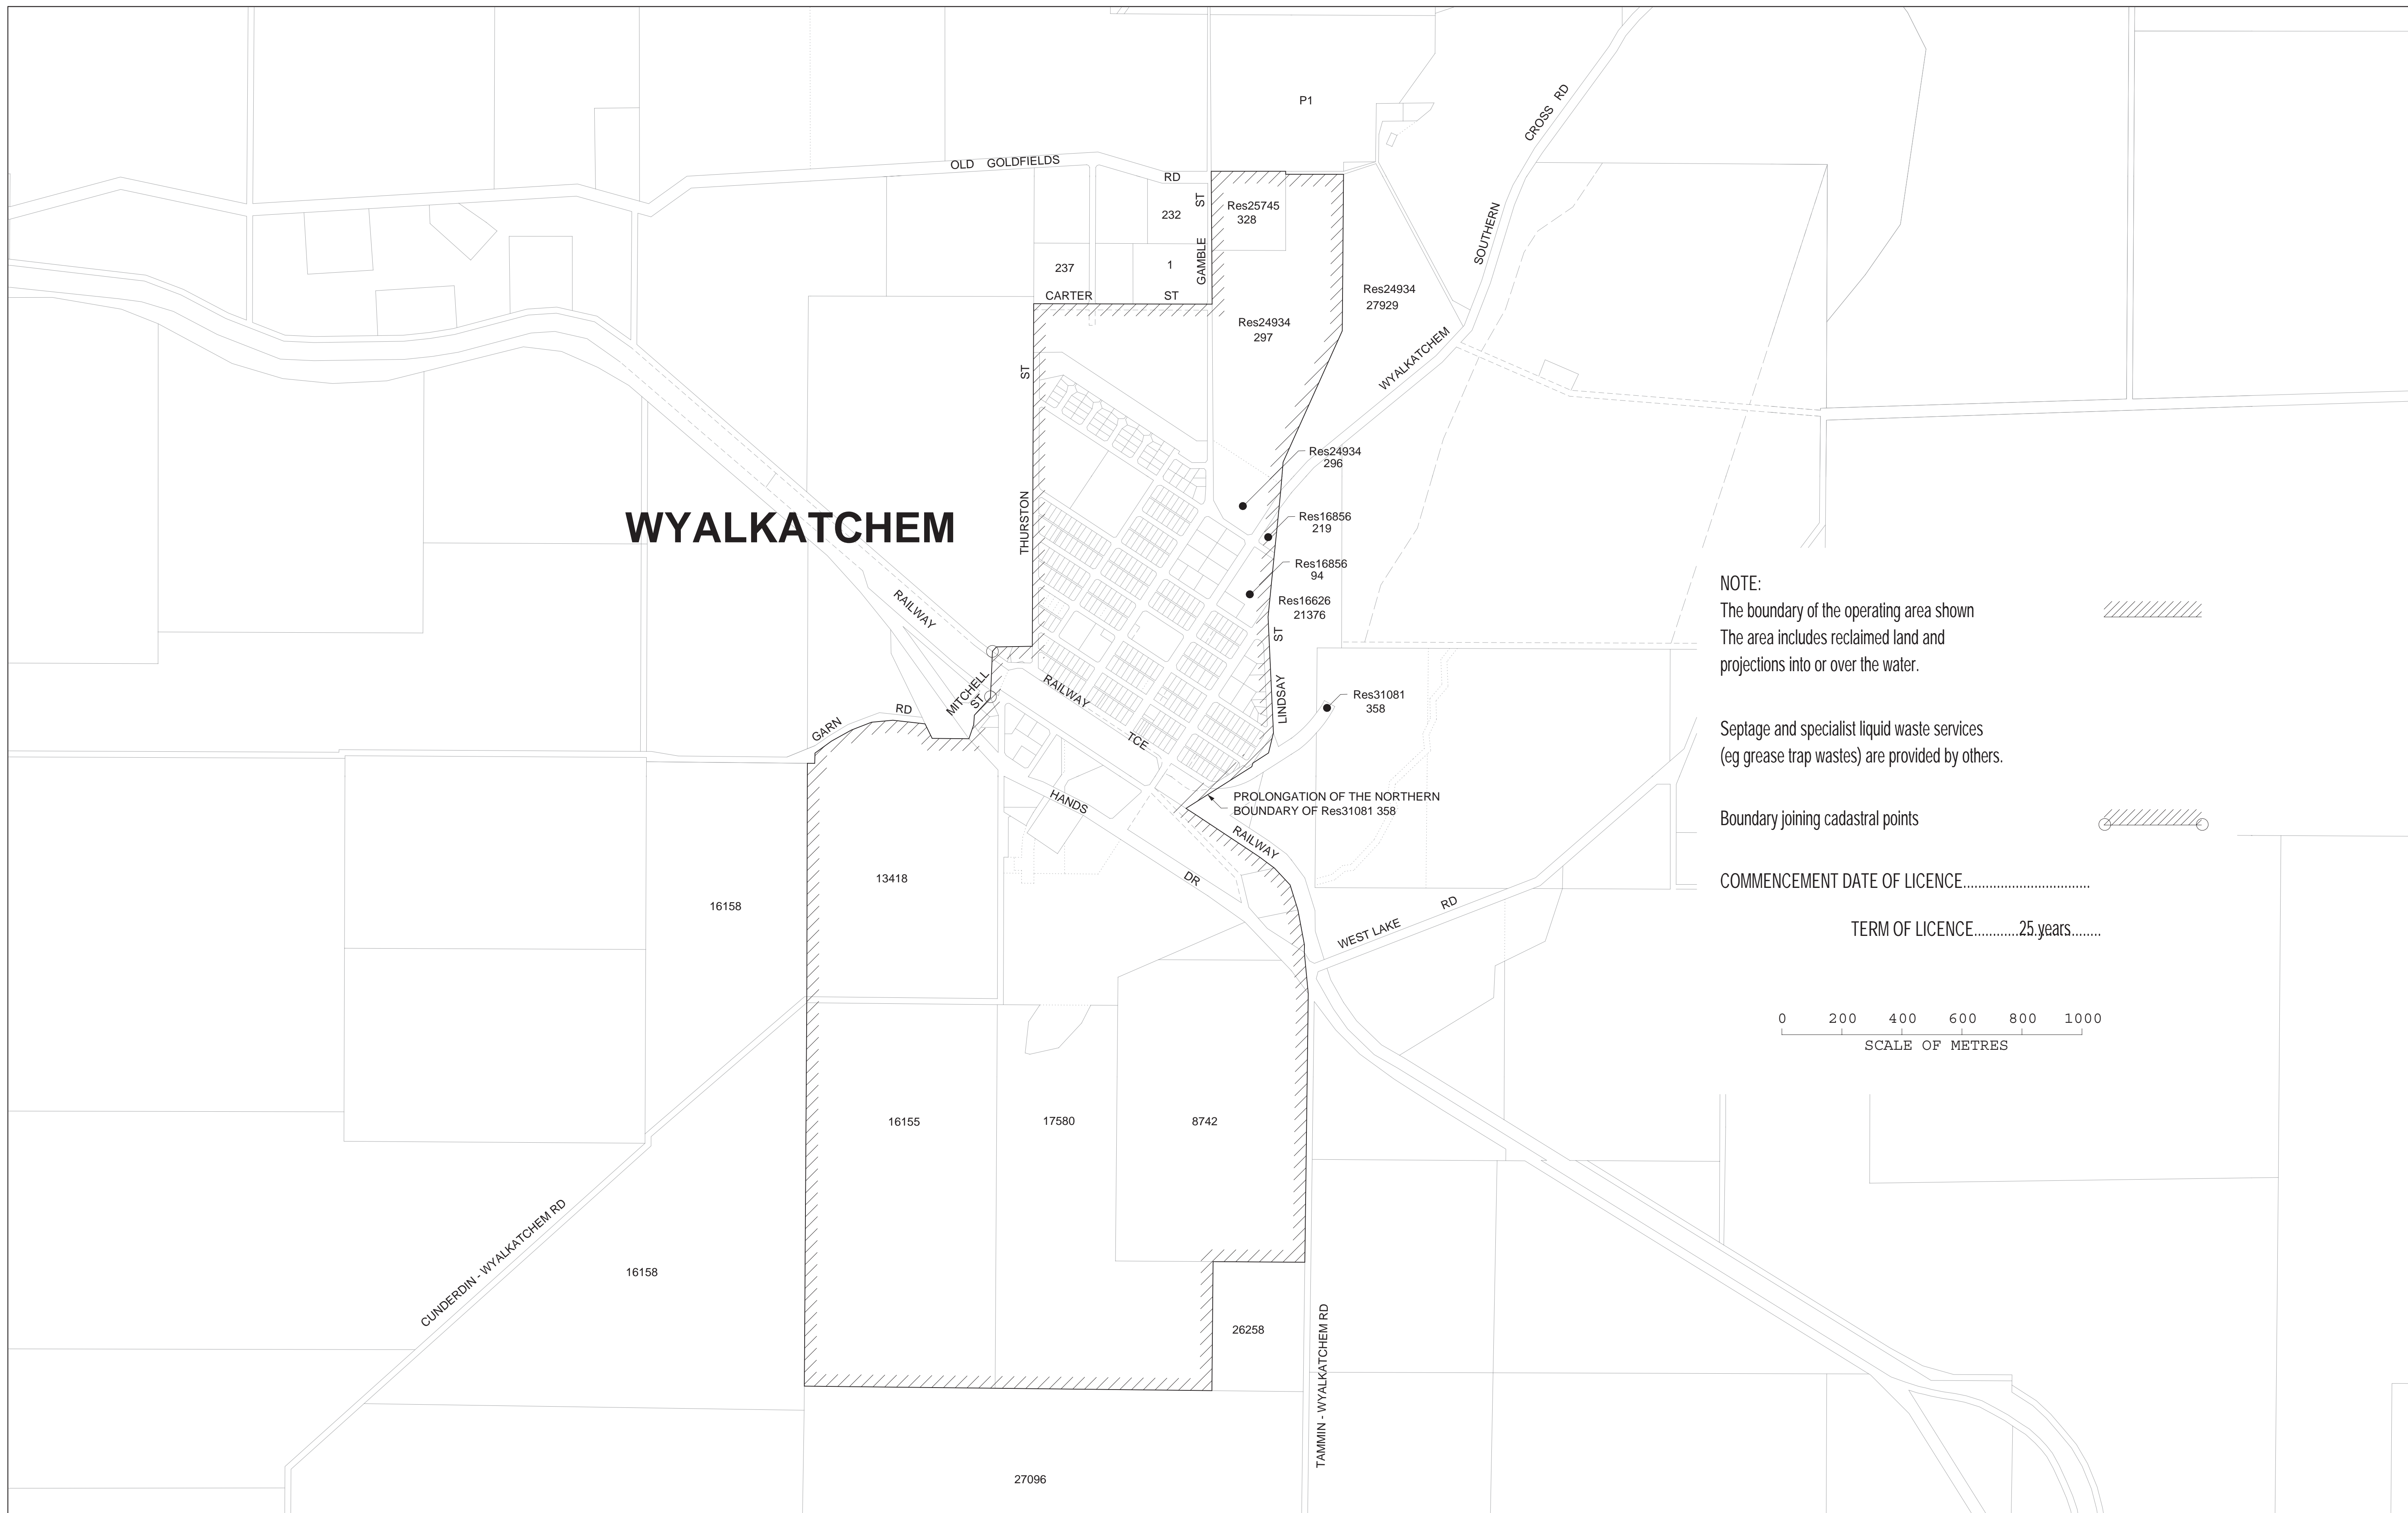 P1
CROSS RD
OLD GOLDFIELDS
RD
ST
Res25745
328
232
SOUTHERN
GAMBLE
237
1
CARTER ST
Res24934
27929
Res24934
297
WYALKATCHEM
ST
Res24934
296
WYALKATCHEM
THURSTON
Res16856
219
Res16856
94
Res16626
21376
RAILWAY
ST
MITCHELL
ST
RAILWAY
LINDSAY
Res31081
358
GARN
RD
TCE
HANDS
PROLONGATION OF THE NORTHERN
BOUNDARY OF Res31081 358
RAILWAY
DR
13418
16158
WEST LAKE RD
16155
17580
8742
CUNDERDIN - WYALKATCHEM RD
16158
26258
TAMMIN - WYALKATCHEM RD
27096
NOTE:
The boundary of the operating area shown
The area includes reclaimed land and
projections into or over the water.
Septage and specialist liquid waste services
(eg grease trap wastes) are provided by others.
Boundary joining cadastral points
COMMENCEMENT DATE OF LICENCE..................................
TERM OF LICENCE............25 years........
0 200 400 600 800 1000
SCALE OF METRES